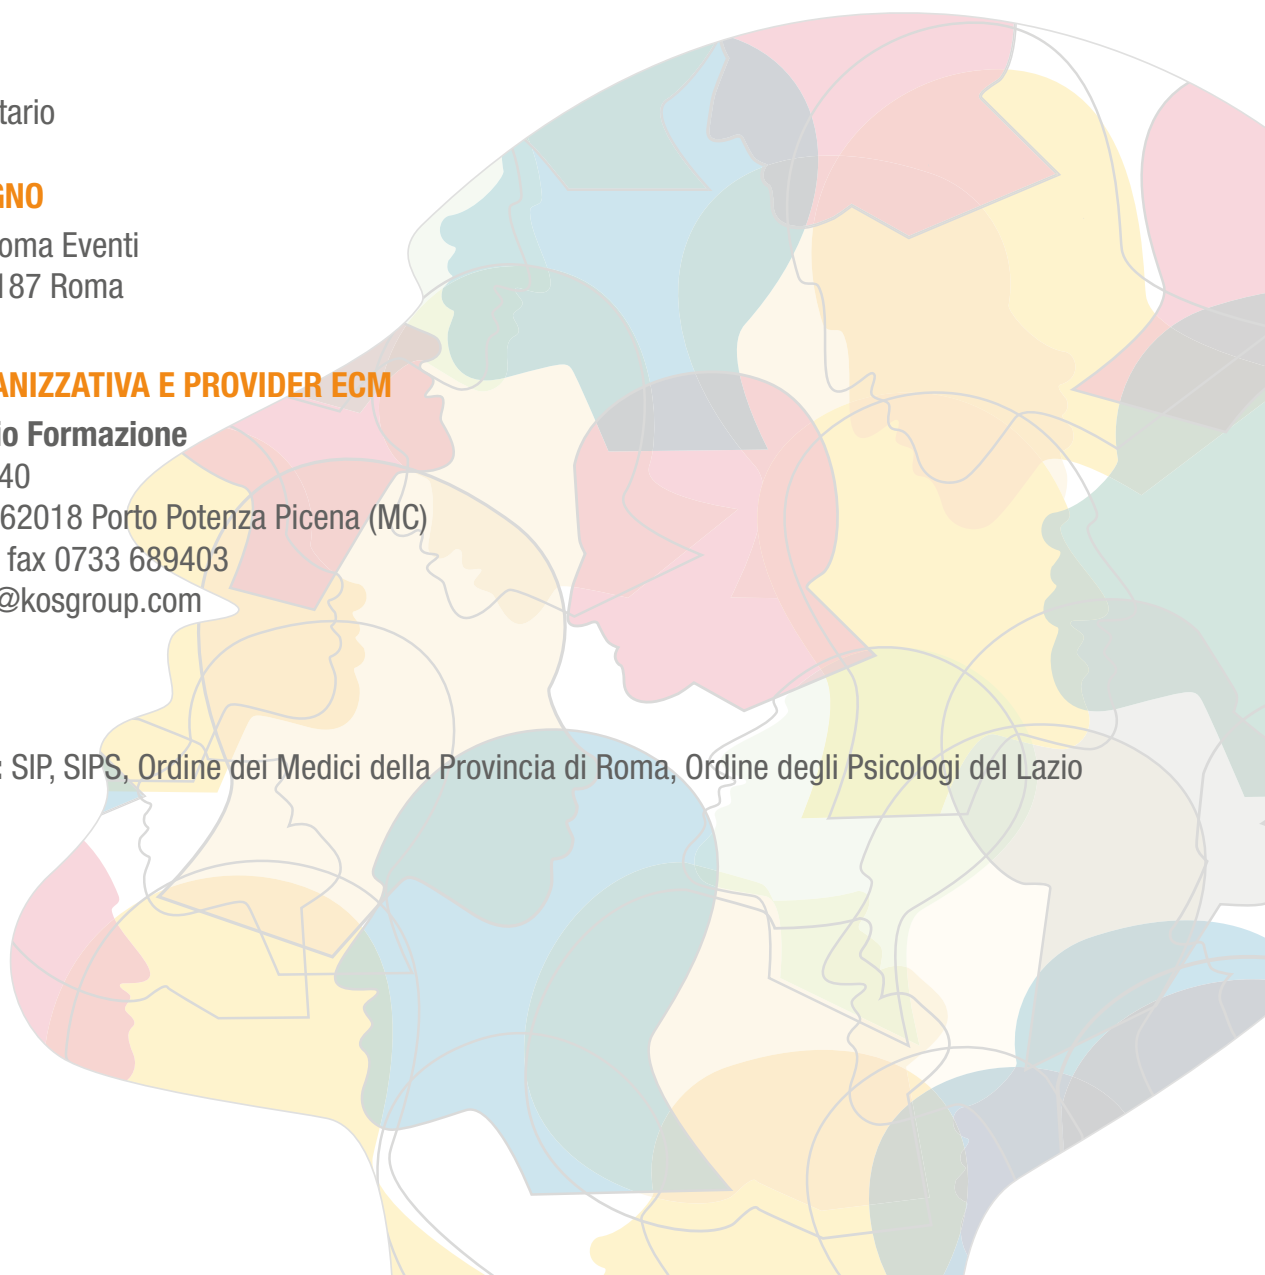 tario
GNO
oma Eventi
187 Roma
ANIZZATIVA E PROVIDER ECM
io Formazione
40
62018 Porto Potenza Picena (MC)
fax 0733 689403
@kosgroup.com
: SIP, SIPS, Ordine dei Medici della Provincia di Roma, Ordine degli Psicologi del Lazio